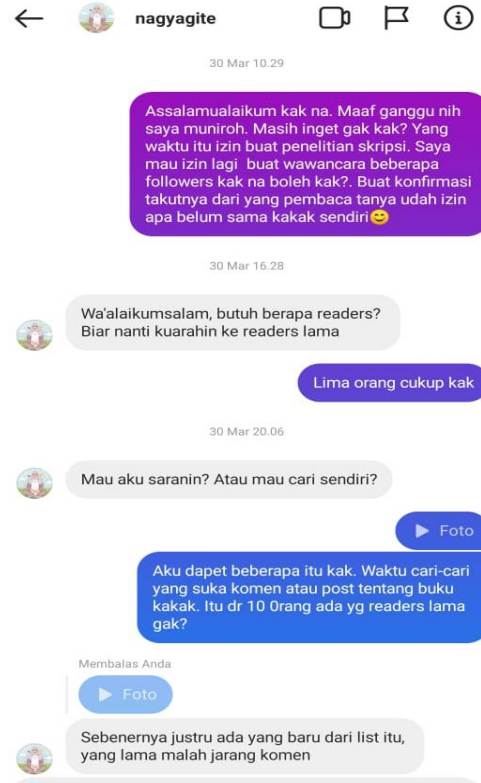 nagyagite
30 Mar 10.29
Assalamualaikum kak na. Maaf ganggu nih
saya muniroh. Masih inget gak kak? Yang
waktu itu izin buat penelitian skripsi. Saya
mau izin lagi buat wawancara beberapa
followers kak na boleh kak?. Buat konfirmasi
takutnya dari yang pembaca tanya udah izin
apa belum sama kakak sendiri😊
30 Mar 16.28
Wa'alaikumsalam, butuh berapa readers?
Biar nanti kuarahin ke readers lama
Lima orang cukup kak
30 Mar 20.06
Mau aku saranin? Atau mau cari sendiri?
Foto
Aku dapet beberapa itu kak. Waktu cari-cari
yang suka komen atau post tentang buku
kakak. Itu dr 10 0rang ada yg readers lama
gak?
Membalas Anda
Foto
Sebenernya justru ada yang baru dari list itu,
yang lama malah jarang komen